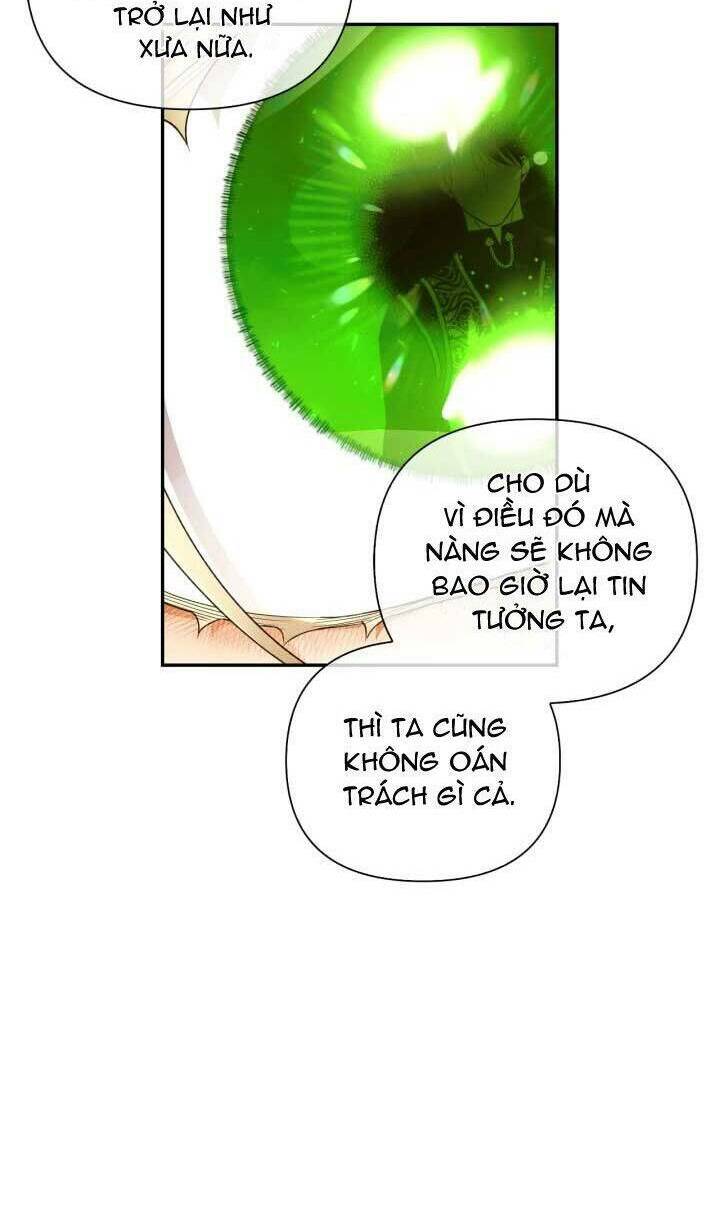 TRỞ LẠI NHƯ
XƯA NỮA.
CHO DÙ
VÌ ĐIỀU ĐÓ MÀ
NÀNG SẼ KHÔNG
BAO GIỜ LẠI TIN
TƯỞNG TA,
THÌ TA CŨNG
KHÔNG OÁN
TRÁCH GÌ CẢ.